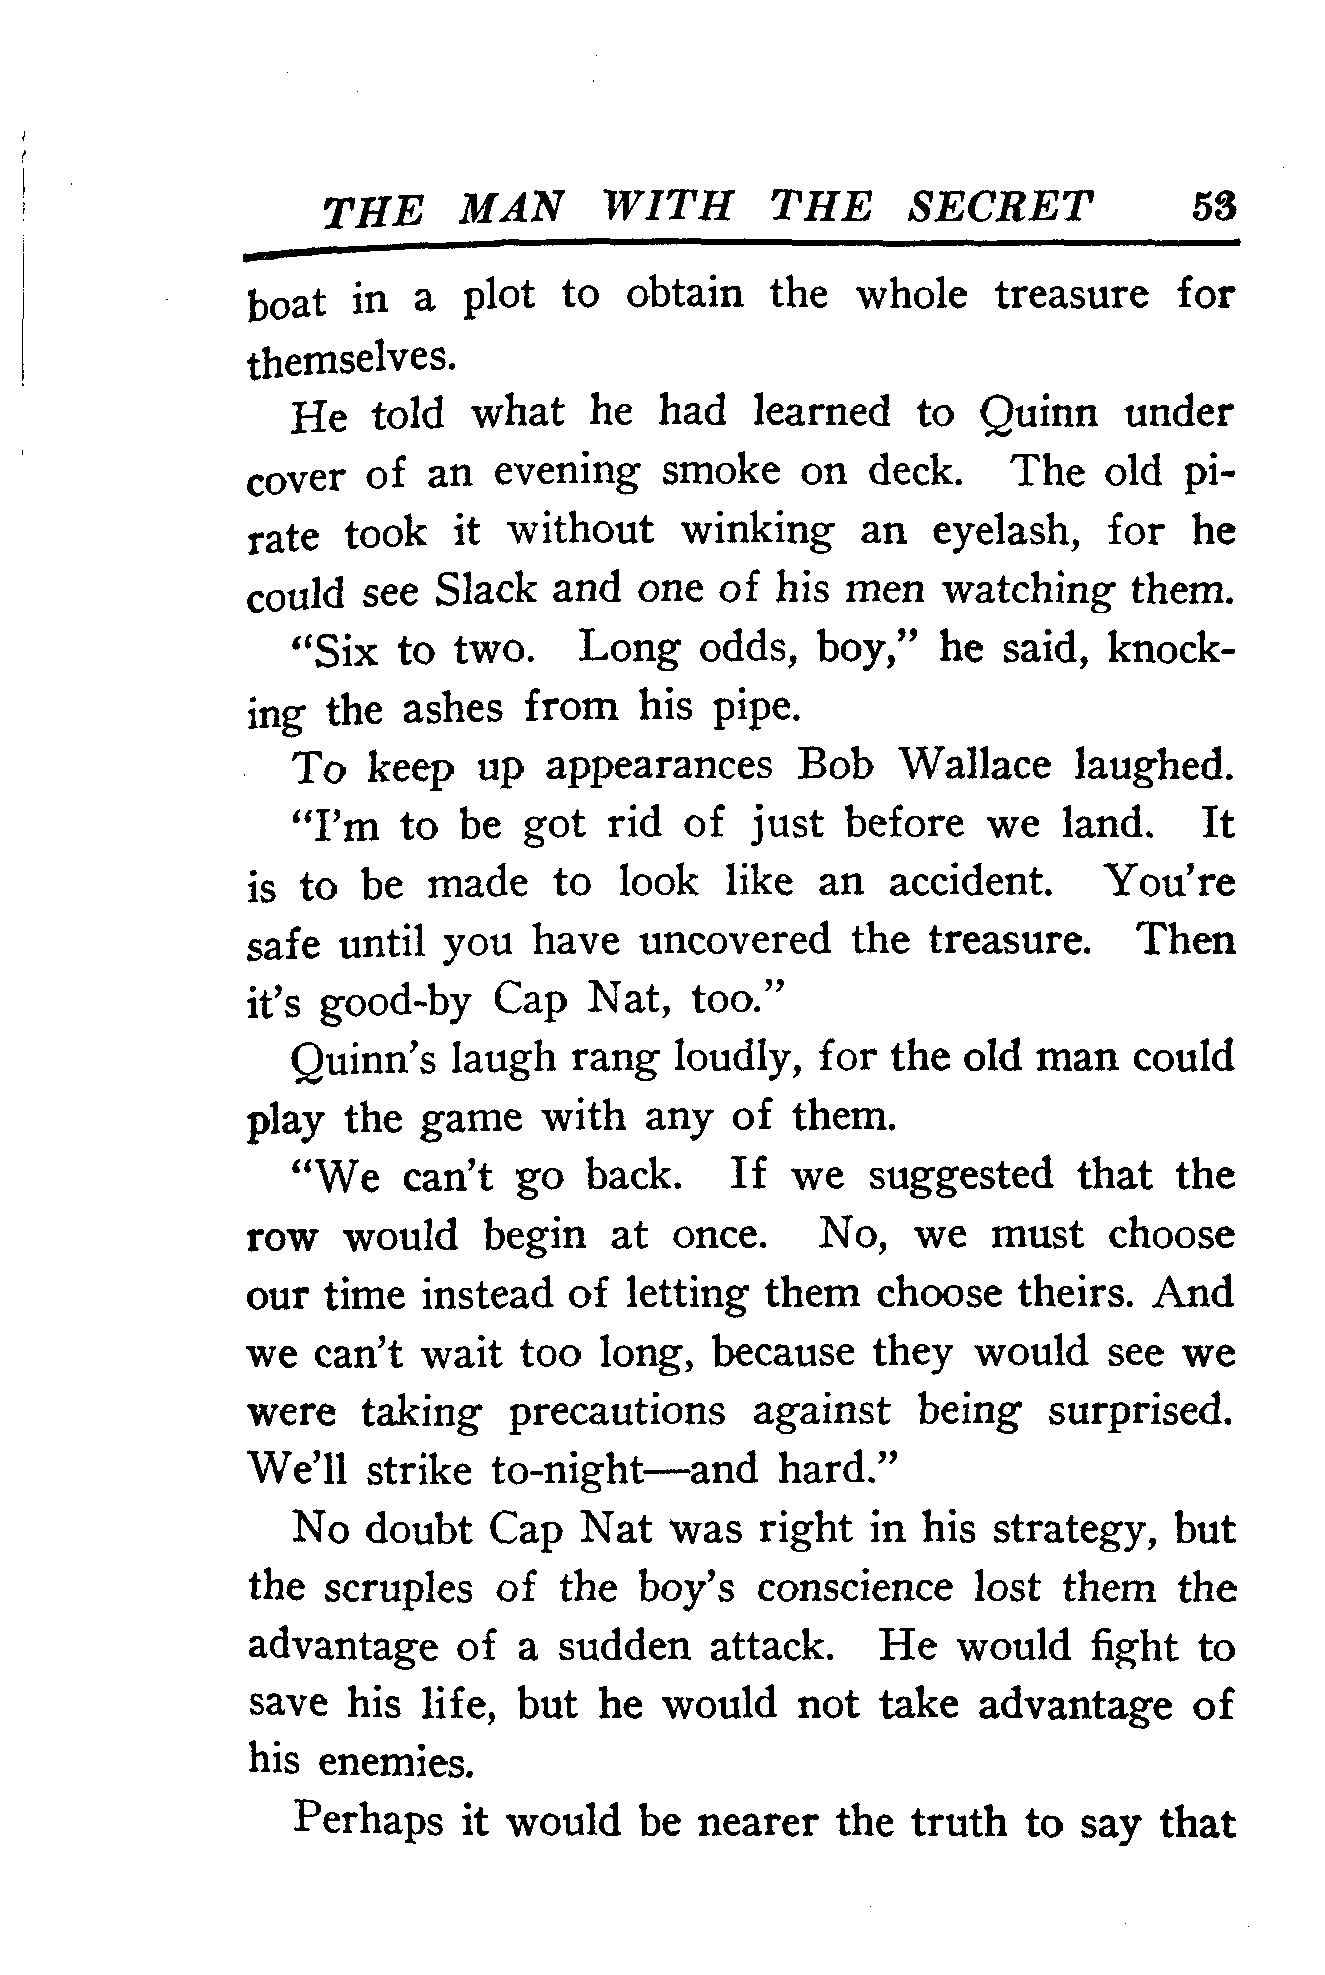 THE MAN WITH THE SECRET 53
boat in a plot to obtain the whole treasure for
themselves.
He told what he had learned to Quinn under
cover of an evening smoke on deck. The old pi-
rate took it without winking an eyelash, for he
could see Slack and one of his men watching them.
“Six to two. Long odds, boy,” he said, knock-
ing the ashes from his pipe.
To keep up appearances Bob Wallace laughed.
“I’m to be got rid of just before we land. It
is to be made to look like an accident. You’re
safe until you have uncovered the treasure. Then
it’s good-by Cap Nat, too.”
Quinn’s laugh rang loudly, for the old man could
play the game with any of them.
“We can’t go back. If we suggested that the
row would begin at once. No, we must choose
our time instead of letting them choose theirs. And
we can’t wait too long, because they would see we
were taking precautions against being surprised.
We’ll strike to-night—and hard.”
No doubt Cap Nat was right in his strategy, but
the scruples of the boy’s conscience lost them the
advantage of a sudden attack. He would fight to
save his life, but he would not take advantage of
his enemies.
Perhaps it would be nearer the truth to say that